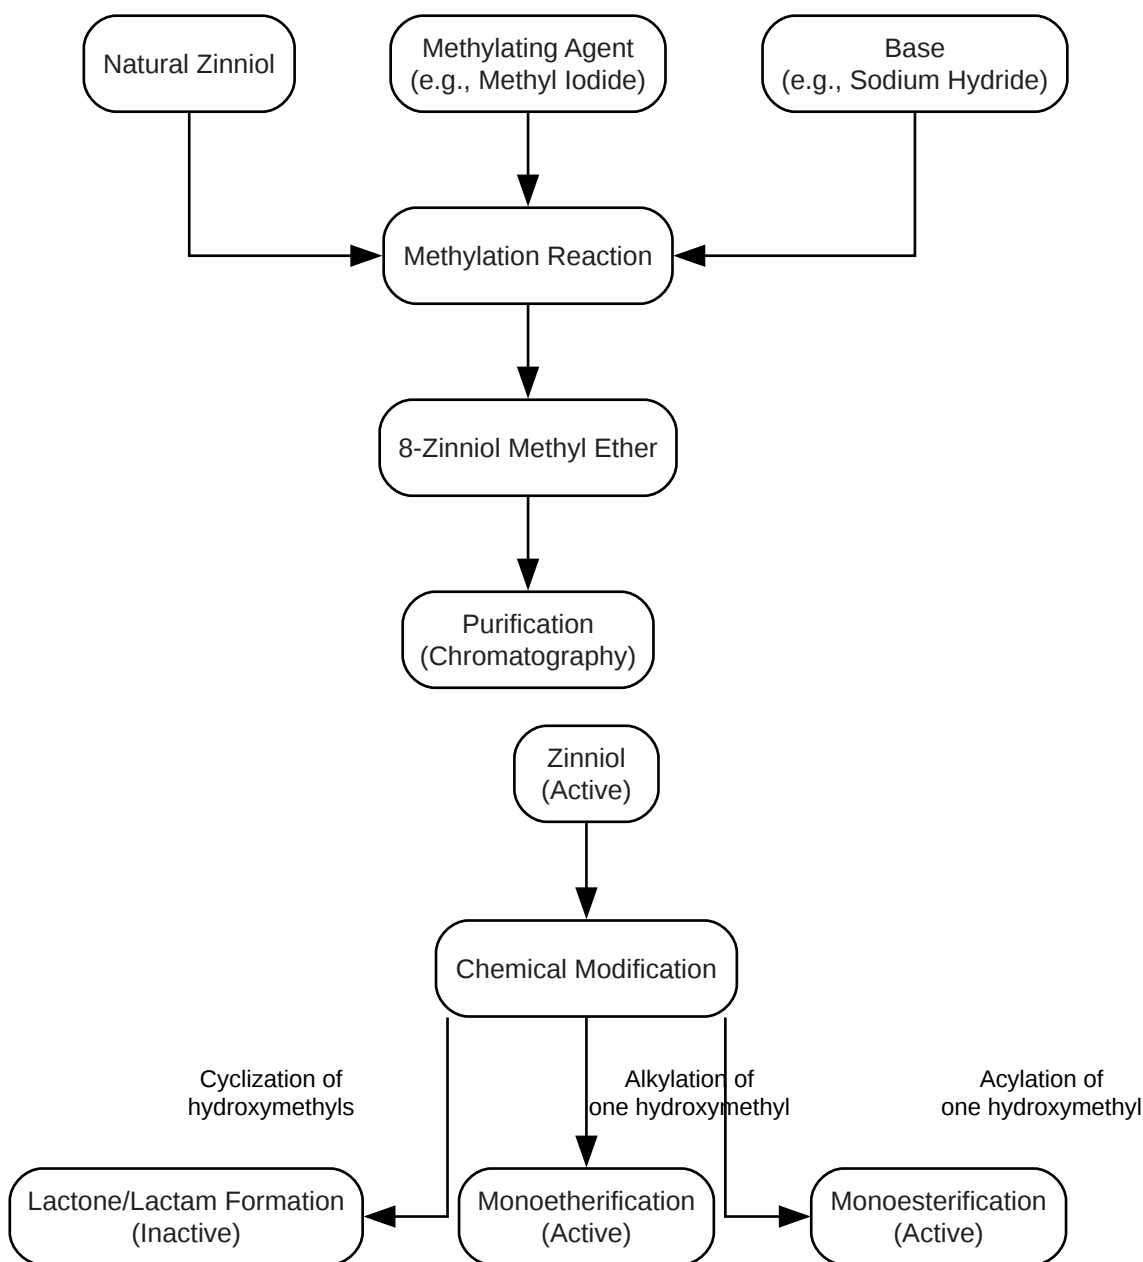 Natural Zinniol
Methylating Agent
(e.g., Methyl Iodide)
Base
(e.g., Sodium Hydride)
Methylation Reaction
8-Zinniol Methyl Ether
Purification
(Chromatography)
Zinniol
(Active)
Chemical Modification
Cyclization of
hydroxymethyls
Alkylation of
one hydroxymethyl
Acylation of
one hydroxymethyl
Lactone/Lactam Formation
(Inactive)
Monoetherification
(Active)
Monoesterification
(Active)